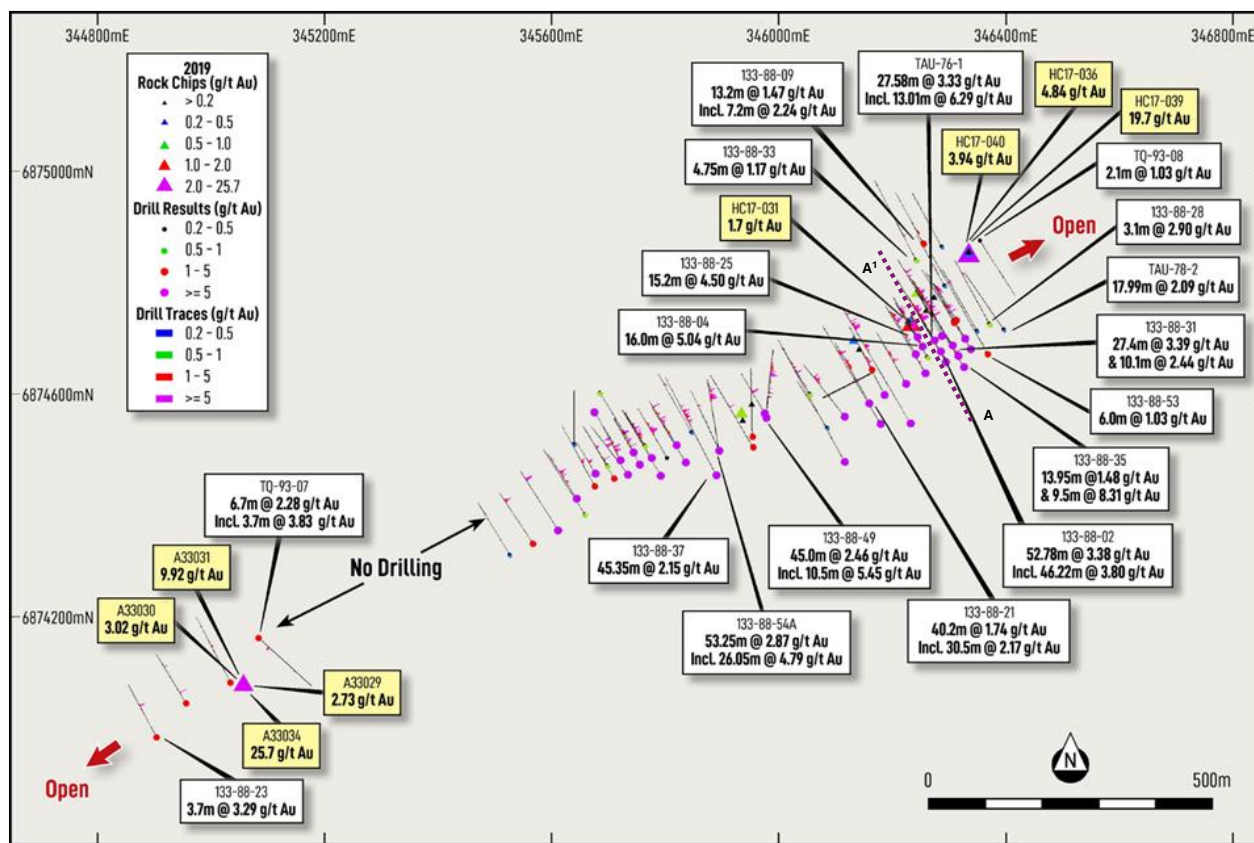 344800mE
345200mE
345600mE
346000mE
346400mE
346800mE
6875000mN
6874600mN
6874200mN
2019
Rock Chips (g/t Au)
> 0.2
0.2 - 0.5
0.5 - 1.0
1.0 - 2.0
2.0 - 25.7
Drill Results (g/t Au)
0.2 - 0.5
0.5 - 1
1 - 5
>= 5
Drill Traces (g/t Au)
0.2 - 0.5
0.5 - 1
1 - 5
>= 5
133-88-09
13.2m @ 1.47 g/t Au
Incl. 7.2m @ 2.24 g/t Au
TAU-76-1
27.58m @ 3.33 g/t Au
Incl. 13.01m @ 6.29 g/t Au
HC17-036
4.84 g/t Au
HC17-039
19.7 g/t Au
HC17-040
3.94 g/t Au
133-88-33
4.75m @ 1.17 g/t Au
TQ-93-08
2.1m @ 1.03 g/t Au
HC17-031
1.7 g/t Au
133-88-28
3.1m @ 2.90 g/t Au
Open
133-88-25
15.2m @ 4.50 g/t Au
A¹
TAU-78-2
17.99m @ 2.09 g/t Au
133-88-04
16.0m @ 5.04 g/t Au
133-88-31
27.4m @ 3.39 g/t Au
& 10.1m @ 2.44 g/t Au
A
133-88-53
6.0m @ 1.03 g/t Au
133-88-35
13.95m @1.48 g/t Au
& 9.5m @ 8.31 g/t Au
TQ-93-07
6.7m @ 2.28 g/t Au
Incl. 3.7m @ 3.83 g/t Au
No Drilling
133-88-37
45.35m @ 2.15 g/t Au
133-88-49
45.0m @ 2.46 g/t Au
Incl. 10.5m @ 5.45 g/t Au
133-88-02
52.78m @ 3.38 g/t Au
Incl. 46.22m @ 3.80 g/t Au
A33031
9.92 g/t Au
A33030
3.02 g/t Au
133-88-54A
53.25m @ 2.87 g/t Au
Incl. 26.05m @ 4.79 g/t Au
133-88-21
40.2m @ 1.74 g/t Au
Incl. 30.5m @ 2.17 g/t Au
A33029
2.73 g/t Au
A33034
25.7 g/t Au
Open
133-88-23
3.7m @ 3.29 g/t Au
N
0
500m